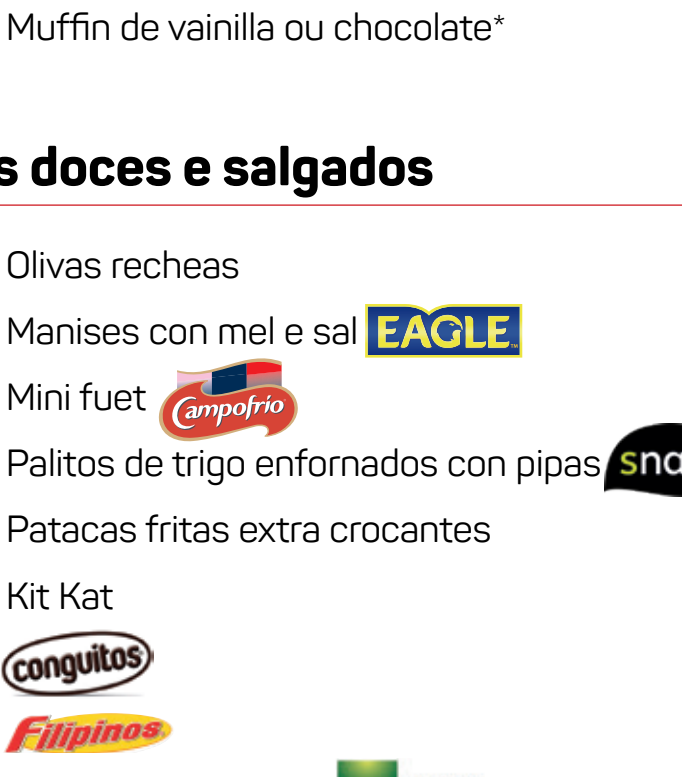 Muffin de vainilla ou chocolate*
s doces e salgados
Olivas recheas
Manises con mel e sal EAGLE™
Mini fuet Campofrío
Palitos de trigo enfornados con pipas
Patacas fritas extra crocantes
Kit Kat
conguitos
Filipinos